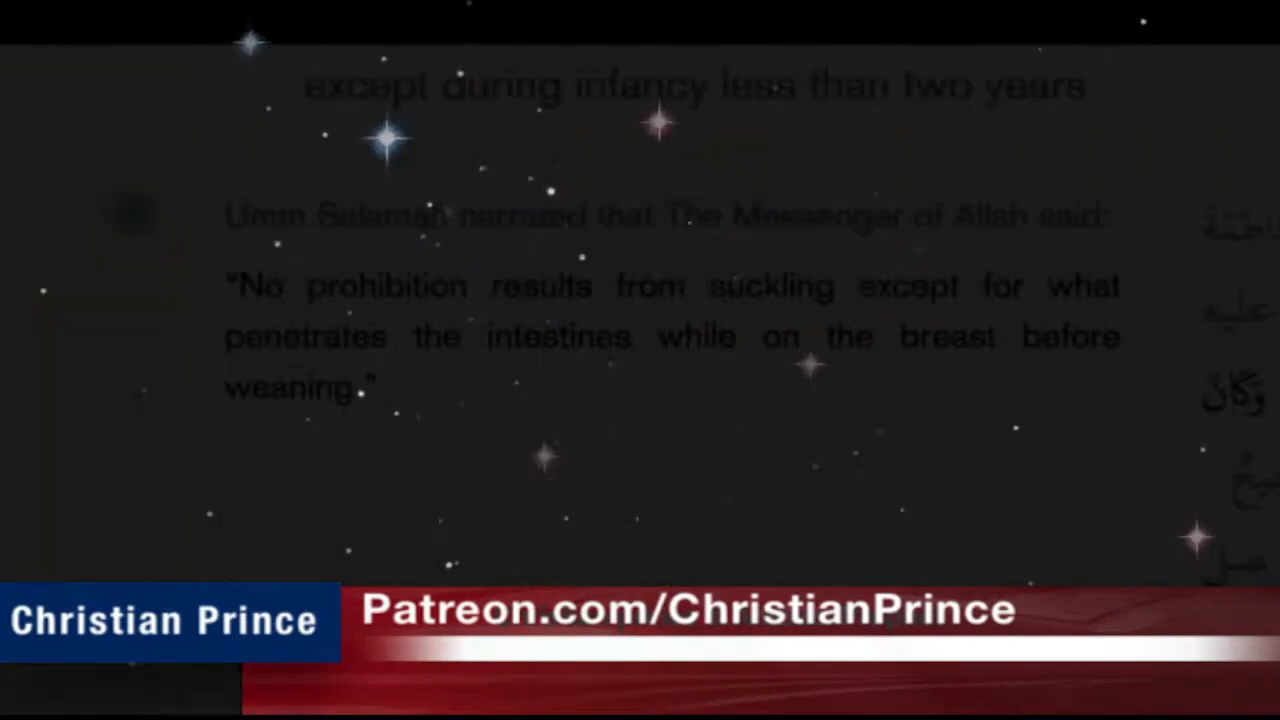 except during infancy less than two years
Umm Salamah narrated that The Messenger of Allah said:
"No prohibition results from suckling except for what
penetrates the intestines while on the breast before
weaning."
عليه
وَكَانَ
Christian Prince
Patreon.com/ChristianPrince